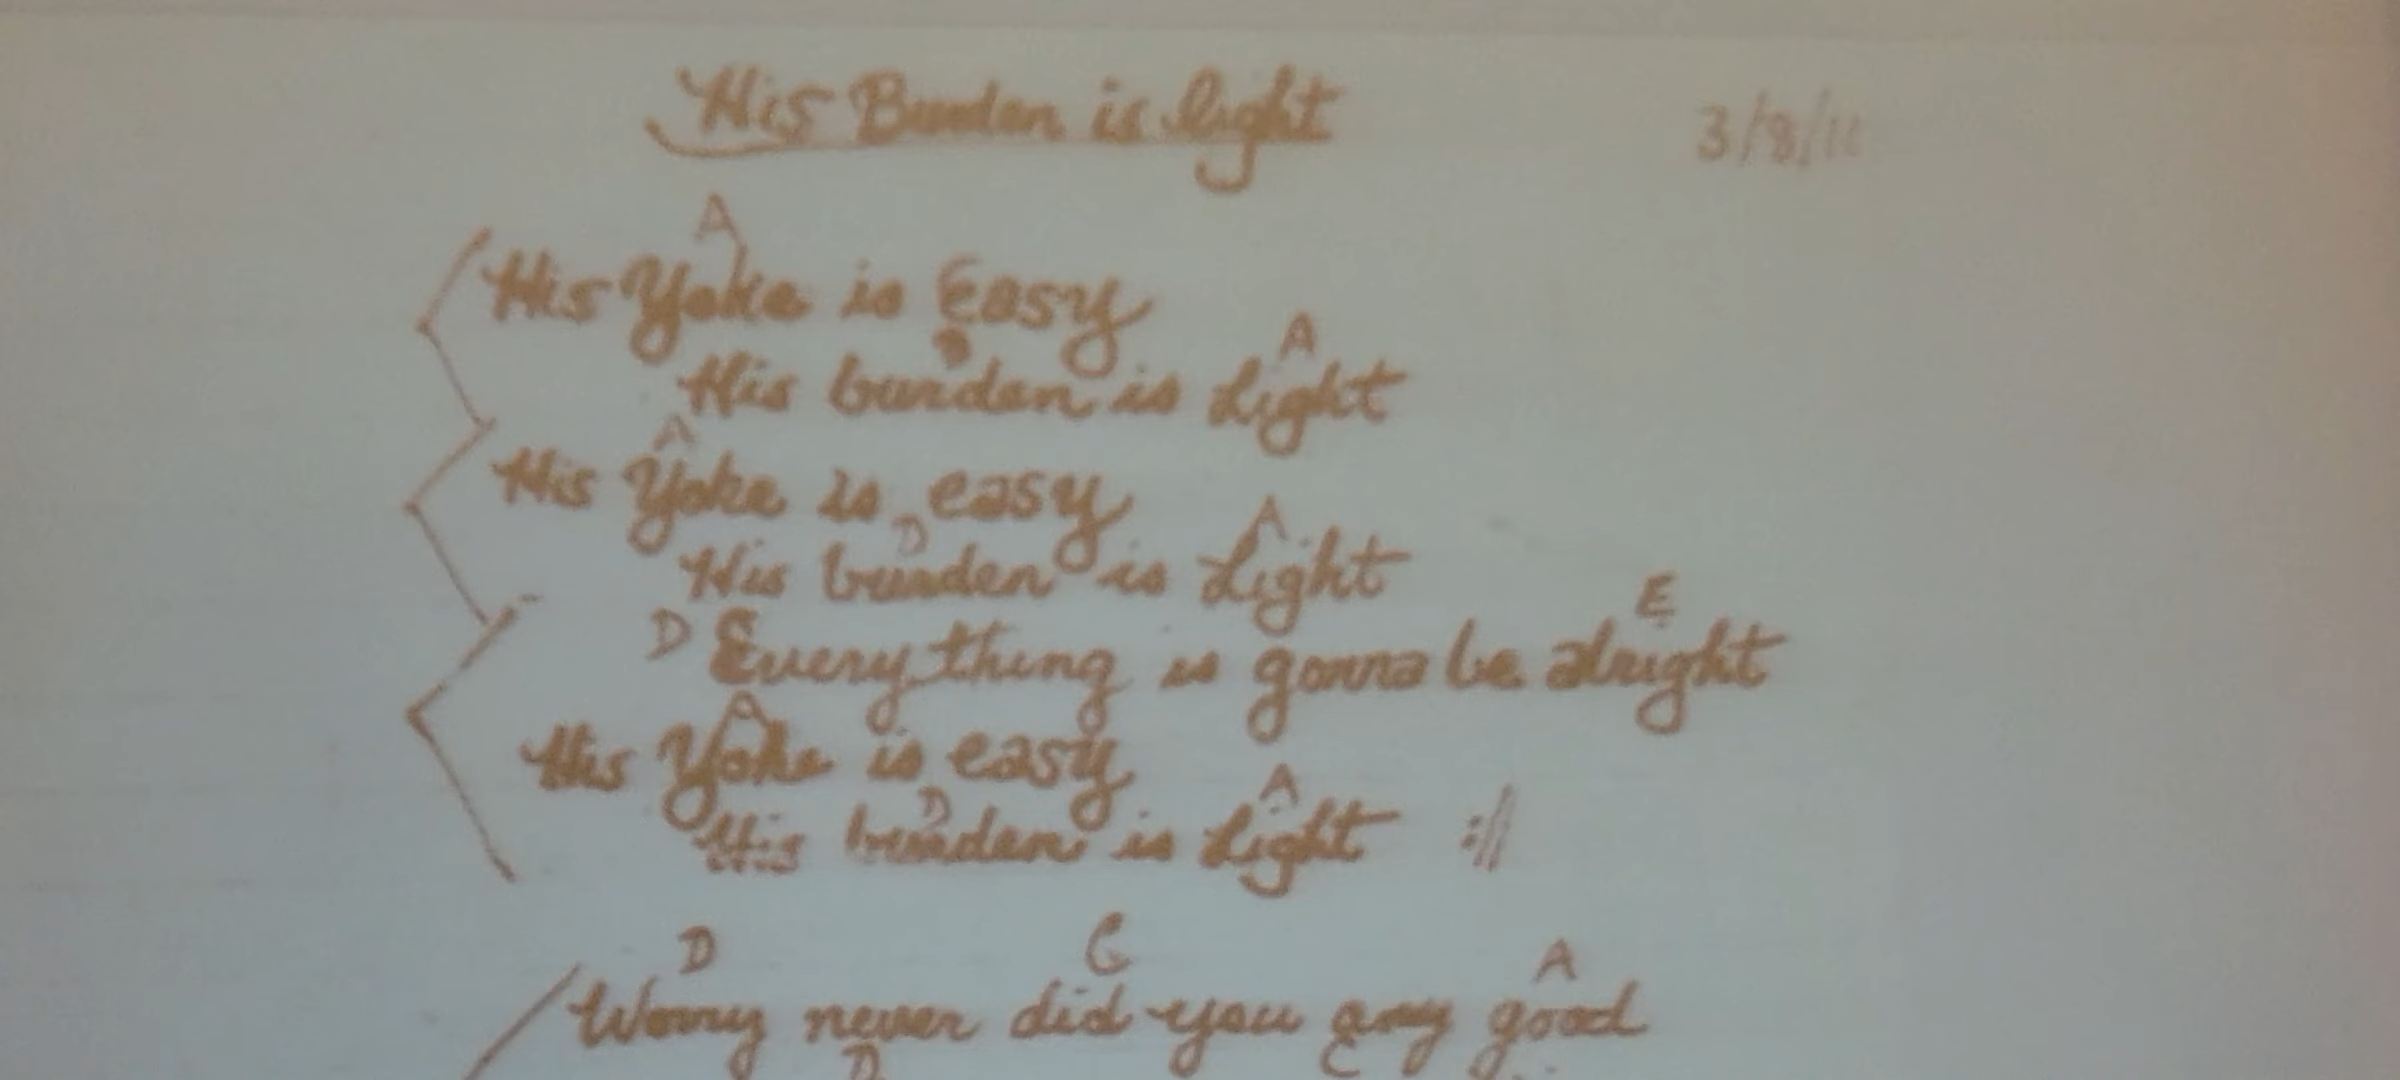 His Burden is light 3/8/11
A
His Yoke is Easy
D A
His burden is Light
A
His Yoke is easy
D A
His burden is Light
E
D Everything is gonna be alright
A
His Yoke is easy
D A
His burden is Light ://
D G A
Worry never did you any good
D